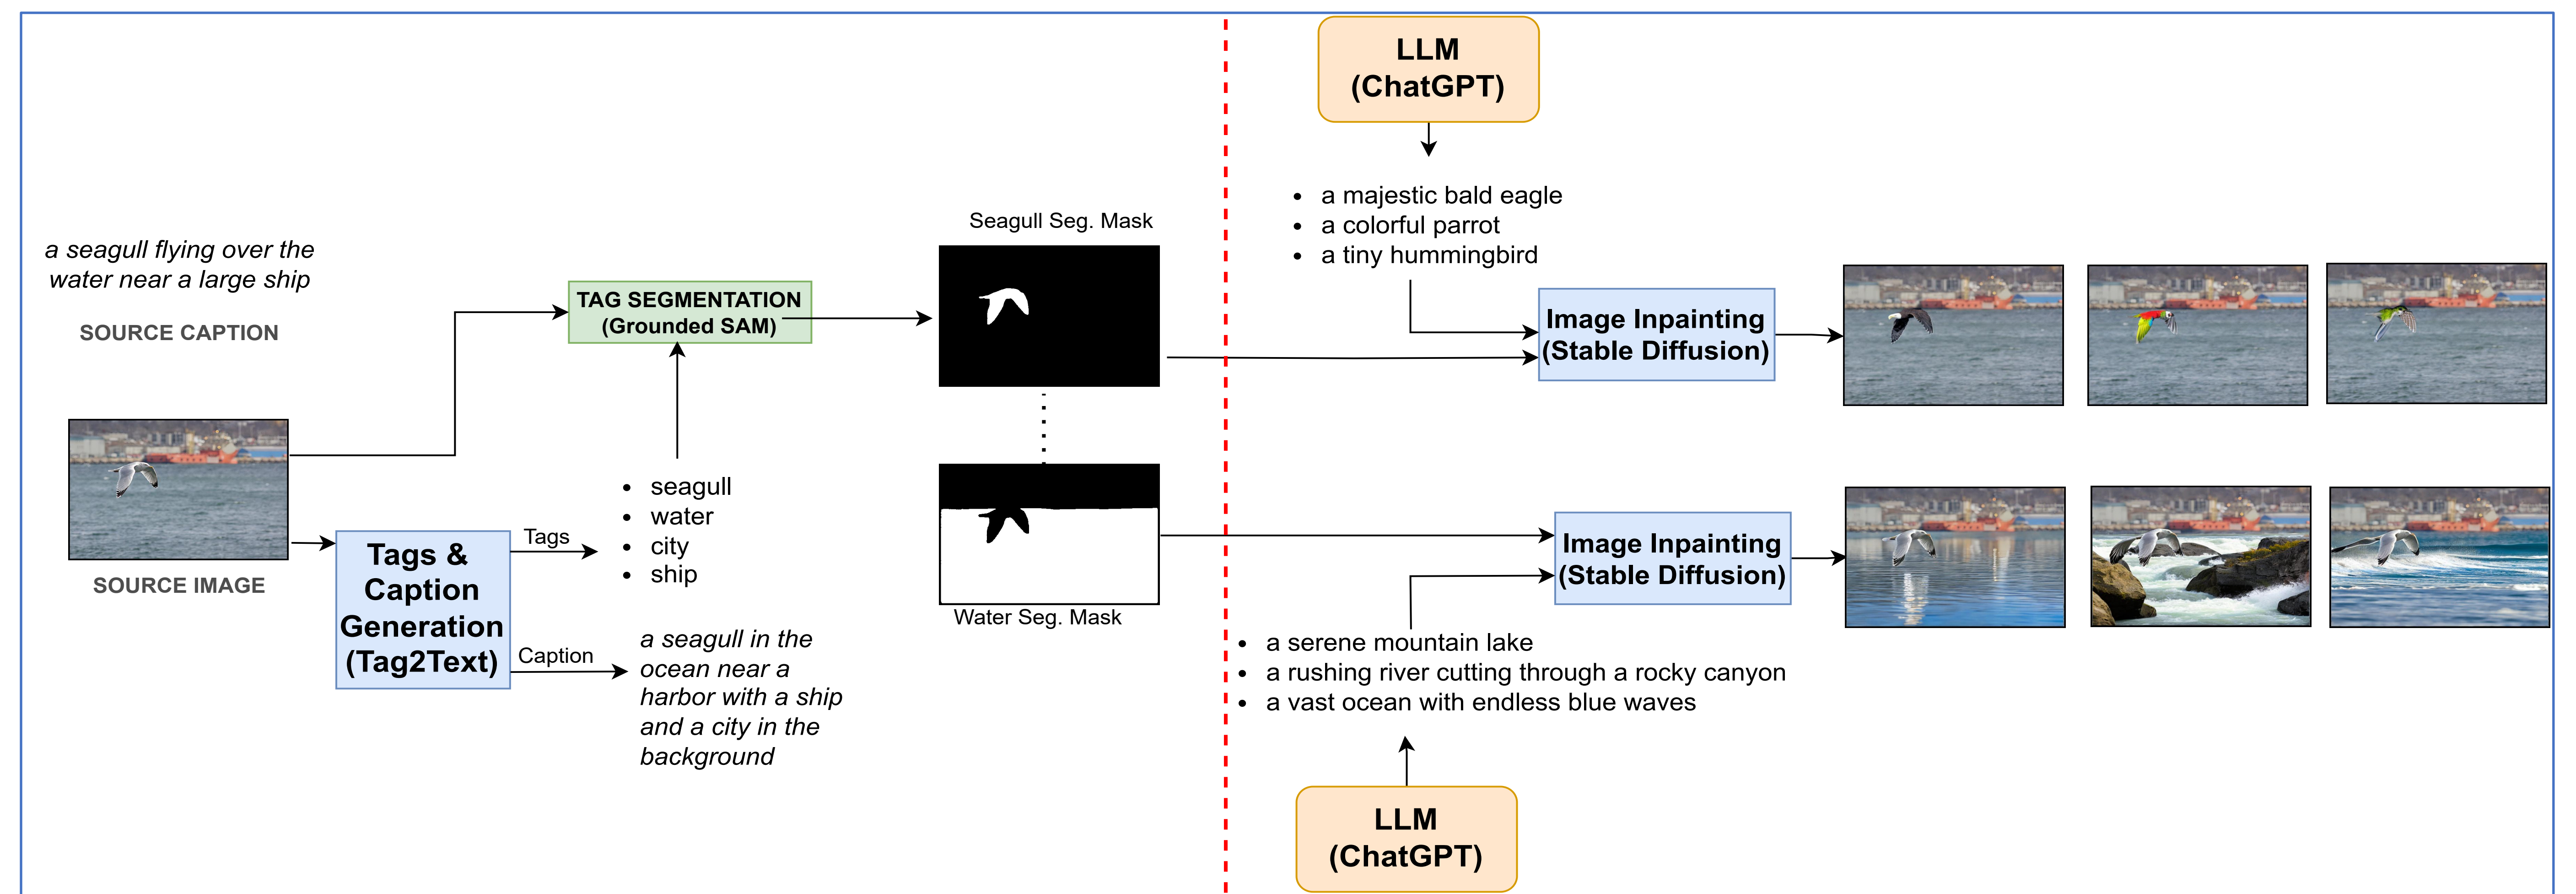 a seagull flying over the
water near a large ship
SOURCE CAPTION
SOURCE IMAGE
Tags &
Caption
Generation
(Tag2Text)
Tags
Caption
TAG SEGMENTATION
(Grounded SAM)
• seagull
• water
• city
• ship
a seagull in the
ocean near a
harbor with a ship
and a city in the
background
Seagull Seg. Mask
Water Seg. Mask
LLM
(ChatGPT)
• a majestic bald eagle
• a colorful parrot
• a tiny hummingbird
Image Inpainting
(Stable Diffusion)
Image Inpainting
(Stable Diffusion)
• a serene mountain lake
• a rushing river cutting through a rocky canyon
• a vast ocean with endless blue waves
LLM
(ChatGPT)